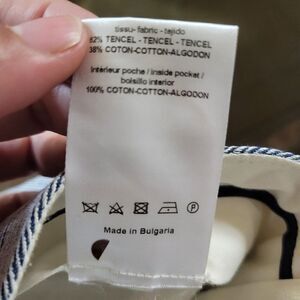 tissu-fabric-tejido
62% TENCEL-TENCEL-TENCEL
38% COTON-COTTON-ALGODON
Intérieur poche / inside pocket /
bolsillo interior
100% COTON-COTTON-ALGODON
P
Made in Bulgaria